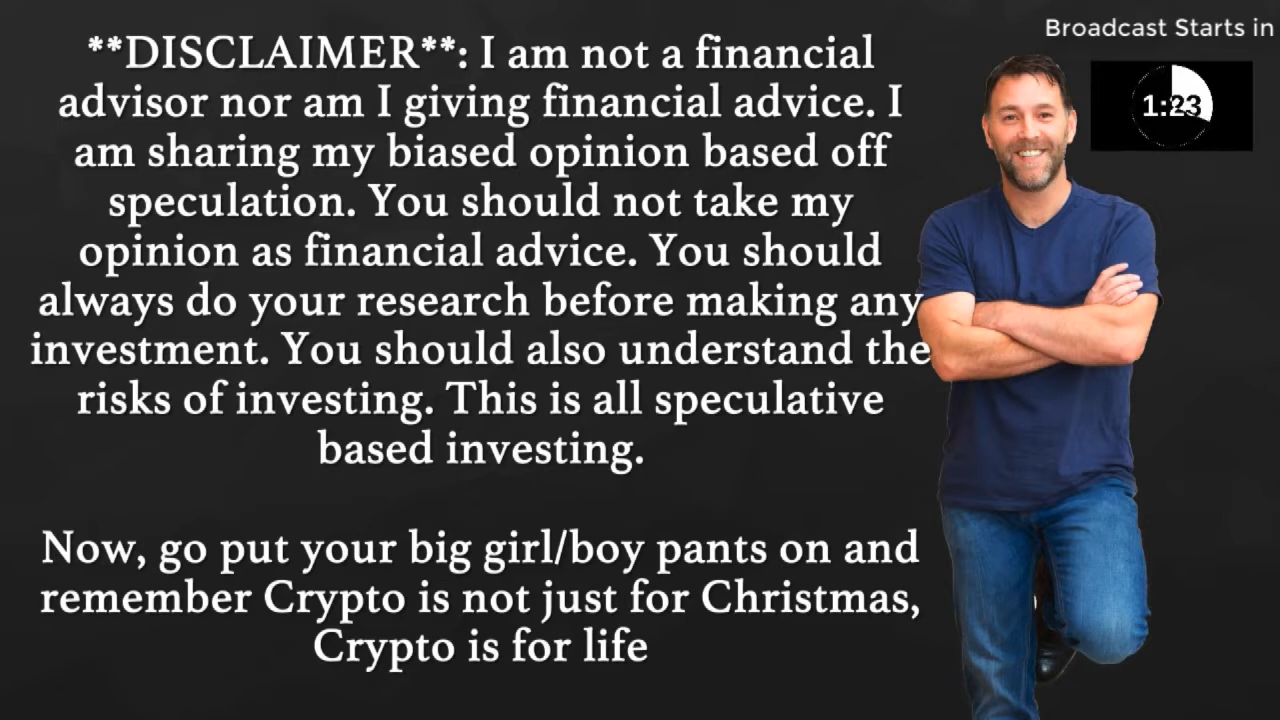 Broadcast Starts in
1:23
**DISCLAIMER**: I am not a financial
advisor nor am I giving financial advice. I
am sharing my biased opinion based off
speculation. You should not take my
opinion as financial advice. You should
always do your research before making any
investment. You should also understand the
risks of investing. This is all speculative
based investing.
Now, go put your big girl/boy pants on and
remember Crypto is not just for Christmas,
Crypto is for life